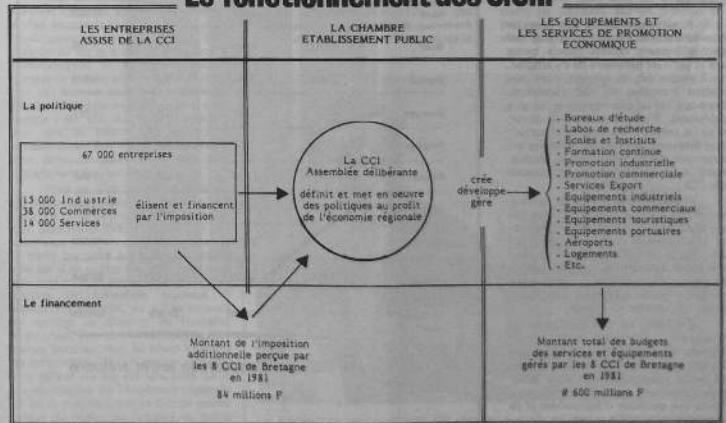 Le fonctionnement des C.C.I.
LES ENTREPRISES
ASSISE DE LA CCI
LA CHAMBRE
ETABLISSEMENT PUBLIC
LES EQUIPEMENTS ET
LES SERVICES DE PROMOTION
ECONOMIQUE
La politique
67 000 entreprises
15 000 Industrie
38 000 Commerces
14 000 Services
élisent et financent
par l'imposition
La CCI
Assemblée délibérante
définit et met en oeuvre
des politiques au profit
de l'économie régionale
crée
développe
gère
. Bureaux d'étude
. Labos de recherche
. Ecoles et Instituts
. Formation continue
. Promotion industrielle
. Promotion commerciale
. Services Export
. Equipements industriels
. Equipements commerciaux
. Equipements touristiques
. Equipements portuaires
. Aéroports
. Logements
. Etc.
Le financement
Montant de l'imposition
additionnelle perçue par
les 8 CCI de Bretagne
en 1981
84 millions F
Montant total des budgets
des services et équipements
gérés par les 8 CCI de Bretagne
en 1981
# 600 millions F